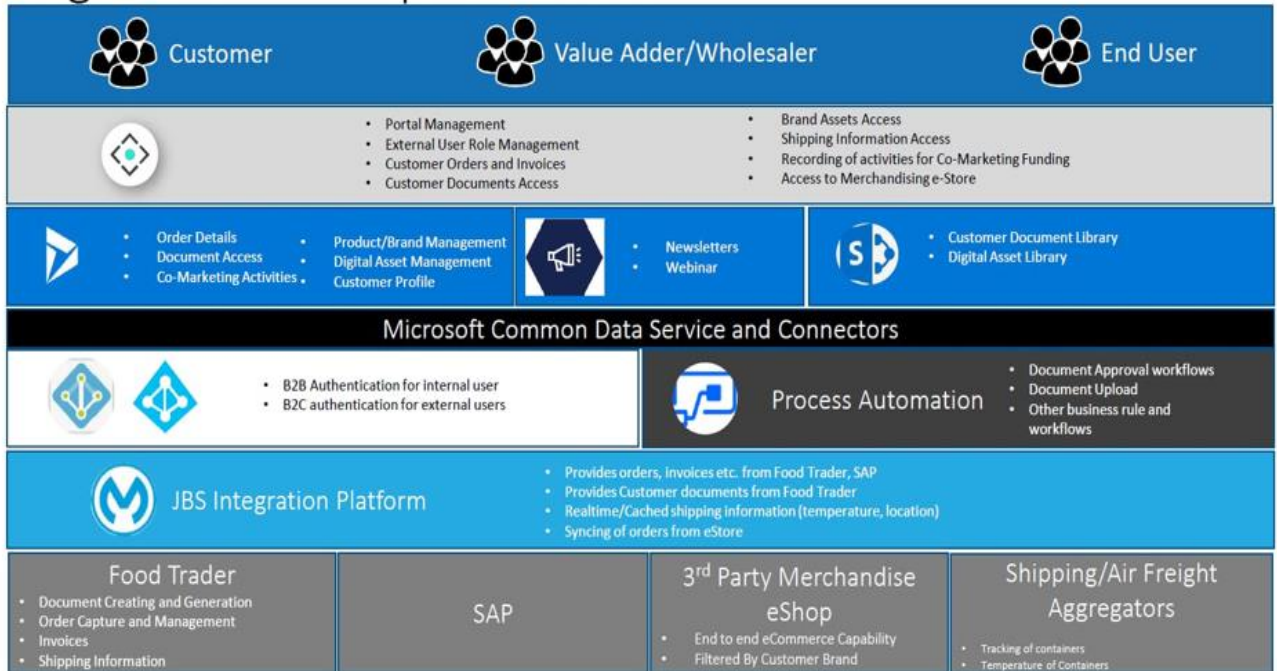 Customer
Value Adder/Wholesaler
End User
• Portal Management
• External User Role Management
• Customer Orders and Invoices
• Customer Documents Access
• Brand Assets Access
• Shipping Information Access
• Recording of activities for Co-Marketing Funding
• Access to Merchandising e-Store
• Order Details
• Document Access
• Co-Marketing Activities
• Product/Brand Management
• Digital Asset Management
• Customer Profile
• Newsletters
• Webinar
S
• Customer Document Library
• Digital Asset Library
Microsoft Common Data Service and Connectors
• B2B Authentication for internal user
• B2C authentication for external users
Process Automation
• Document Approval workflows
• Document Upload
• Other business rule and
workflows
JBS Integration Platform
• Provides orders, invoices etc. from Food Trader, SAP
• Provides Customer documents from Food Trader
• Realtime/Cached shipping information (temperature, location)
• Syncing of orders from eStore
Food Trader
• Document Creating and Generation
• Order Capture and Management
• Invoices
• Shipping Information
SAP
3rd Party Merchandise
eShop
• End to end eCommerce Capability
• Filtered By Customer Brand
Shipping/Air Freight
Aggregators
• Tracking of containers
• Temperature of Containers